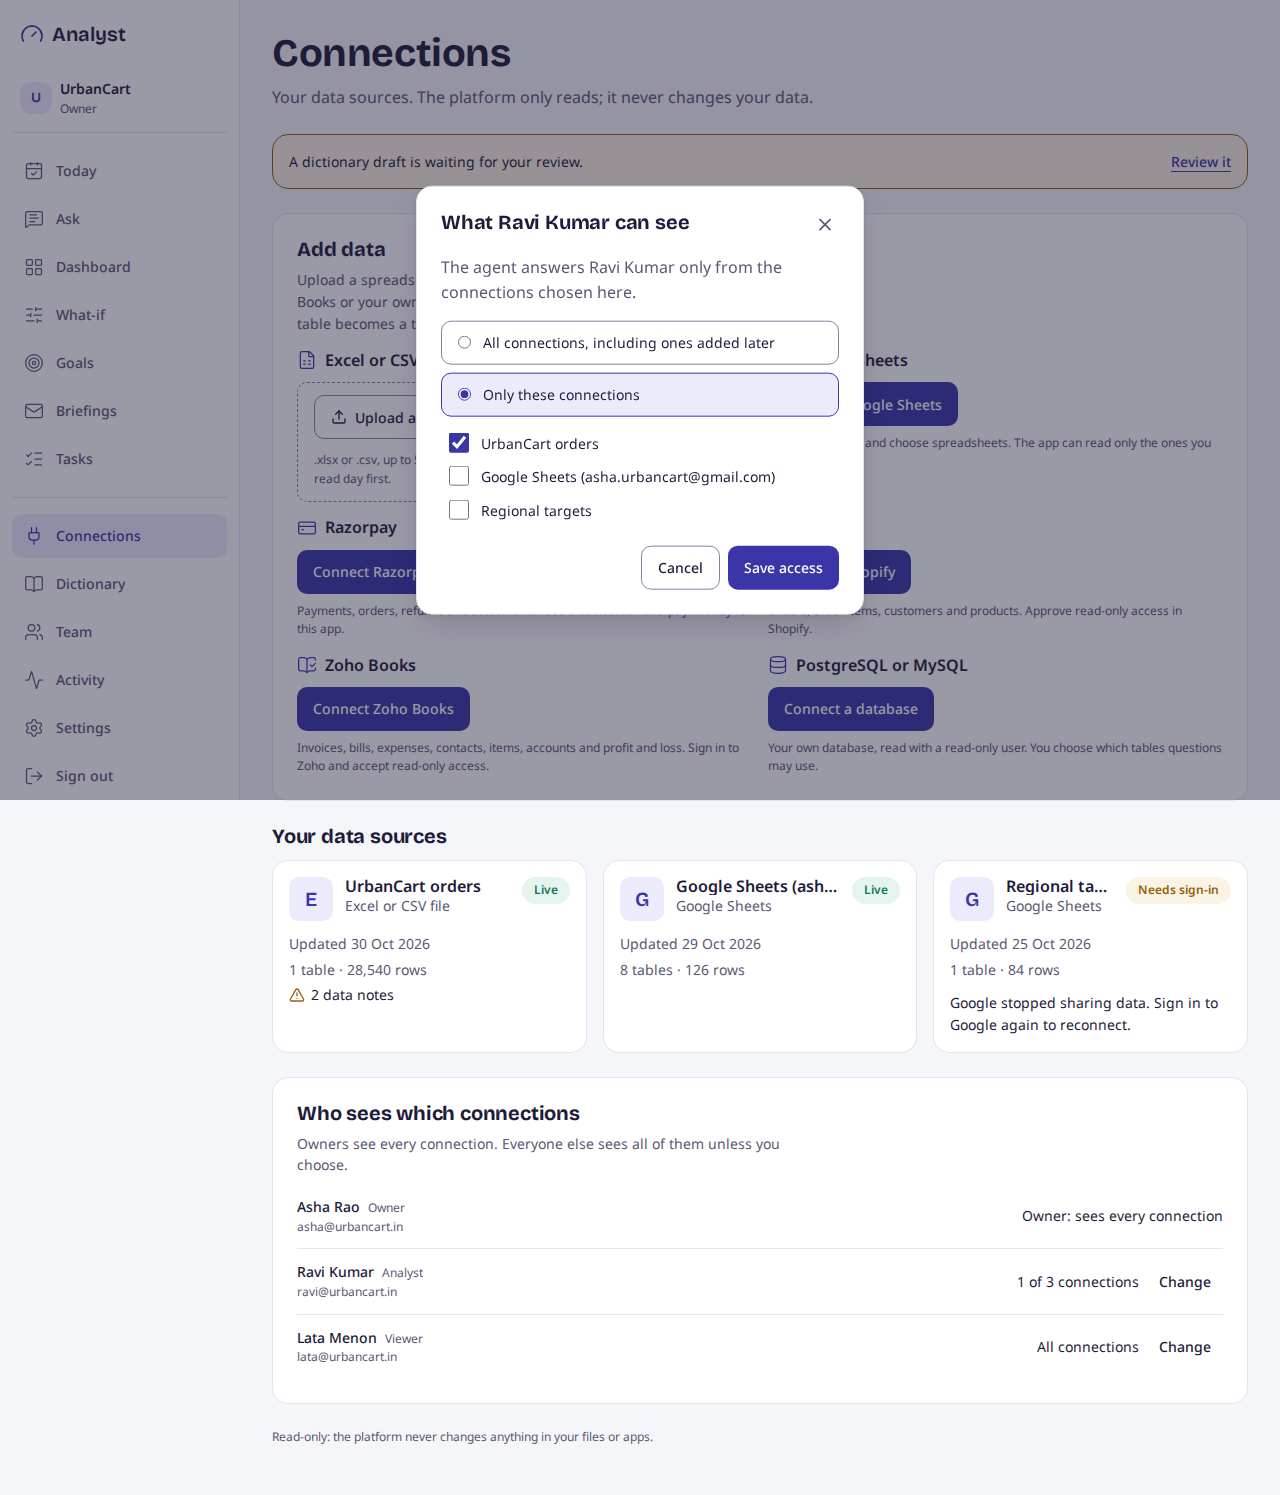 Analyst
U
UrbanCart
Owner
Today
Ask
Dashboard
What-if
Goals
Briefings
Tasks
Connections
Dictionary
Team
Activity
Settings
Sign out
Connections
Your data sources. The platform only reads; it never changes your data.
A dictionary draft is waiting for your review.
Review it
Add data
Upload a
Books or your own
table becomes a
Excel or CSV
Upload a
.xlsx or .csv, up to
read day first.
Sheets
Google Sheets
and choose spreadsheets. The app can read only the ones you
Razorpay
Connect
Payments, orders,
this app.
customers and products. Approve read-only access in
Shopify.
Zoho Books
Connect Zoho Books
Invoices, bills, expenses, contacts, items, accounts and profit and loss. Sign in to
Zoho and accept read-only access.
PostgreSQL or MySQL
Connect a database
Your own database, read with a read-only user. You choose which tables questions
may use.
What Ravi Kumar can see
The agent answers Ravi Kumar only from the
connections chosen here.
All connections, including ones added later
Only these connections
UrbanCart orders
Google Sheets (asha.urbancart@gmail.com)
Regional targets
Cancel
Save access
Your data sources
E
UrbanCart orders
Live
Excel or CSV file
Updated 30 Oct 2026
1 table · 28,540 rows
2 data notes
G
Google Sheets (ash...
Live
Google Sheets
Updated 29 Oct 2026
8 tables · 126 rows
G
Regional ta...
Needs sign-in
Google Sheets
Updated 25 Oct 2026
1 table · 84 rows
Google stopped sharing data. Sign in to
Google again to reconnect.
Who sees which connections
Owners see every connection. Everyone else sees all of them unless you
choose.
Asha Rao Owner
asha@urbancart.in
Owner: sees every connection
Ravi Kumar Analyst
ravi@urbancart.in
1 of 3 connections Change
Lata Menon Viewer
lata@urbancart.in
All connections Change
Read-only: the platform never changes anything in your files or apps.